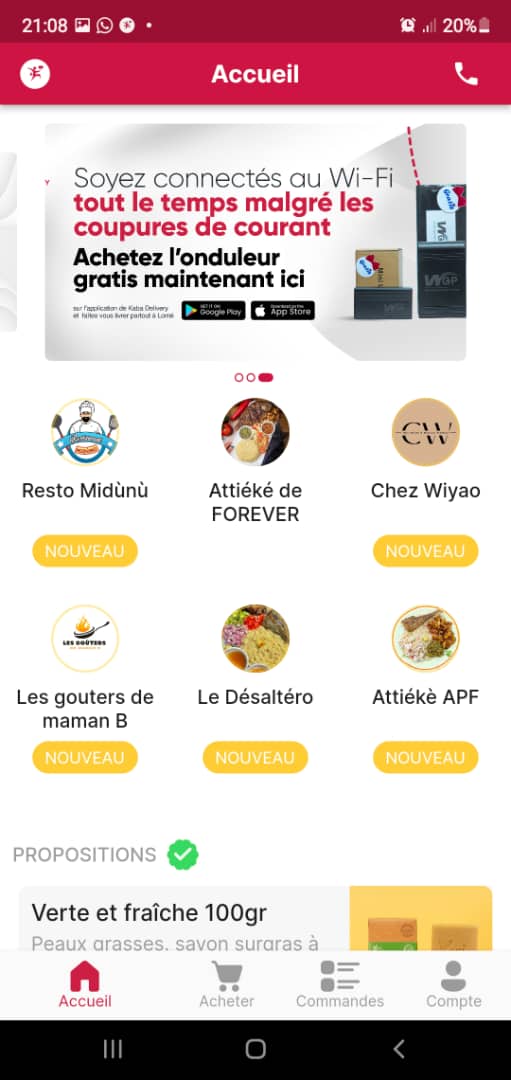 21:08
20%
Accueil
Y
Soyez connectés au Wi-Fi
tout le temps malgré les
coupures de courant
Achetez l'onduleur
gratis maintenant ici
sur l'application de Kaba Delivery
et faites vous livrer partout à Lomé
GET IT ON
Google Play
Download on the
App Store
WGP
CW
Resto Midùnù
Attiéké de
FOREVER
Chez Wiyao
NOUVEAU
NOUVEAU
LES GOÛTERS
Les gouters de
maman B
Le Désaltéro
Attiékè APF
NOUVEAU
NOUVEAU
NOUVEAU
PROPOSITIONS
Verte et fraîche 100gr
Peaux grasses, savon surgras à
Accueil
Acheter
Commandes
Compte